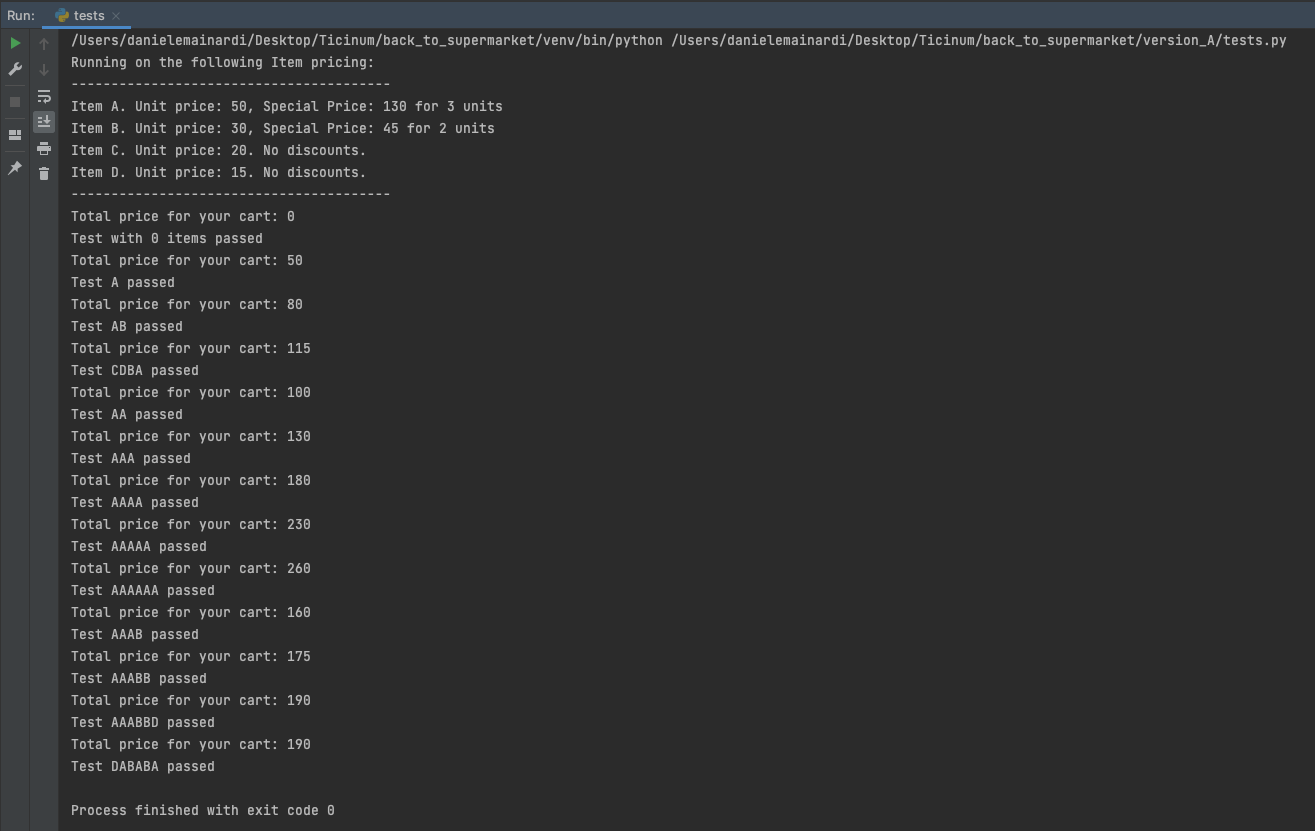 Run: tests
/Users/danielemainardi/Desktop/Ticinum/back_to_supermarket/venv/bin/python /Users/danielemainardi/Desktop/Ticinum/back_to_supermarket/version_A/tests.py
Running on the following Item pricing:
----------------------------------------
Item A. Unit price: 50, Special Price: 130 for 3 units
Item B. Unit price: 30, Special Price: 45 for 2 units
Item C. Unit price: 20. No discounts.
Item D. Unit price: 15. No discounts.
----------------------------------------
Total price for your cart: 0
Test with 0 items passed
Total price for your cart: 50
Test A passed
Total price for your cart: 80
Test AB passed
Total price for your cart: 115
Test CDBA passed
Total price for your cart: 100
Test AA passed
Total price for your cart: 130
Test AAA passed
Total price for your cart: 180
Test AAAA passed
Total price for your cart: 230
Test AAAAA passed
Total price for your cart: 260
Test AAAAAA passed
Total price for your cart: 160
Test AAAB passed
Total price for your cart: 175
Test AAABB passed
Total price for your cart: 190
Test AAABBD passed
Total price for your cart: 190
Test DABABA passed
Process finished with exit code 0